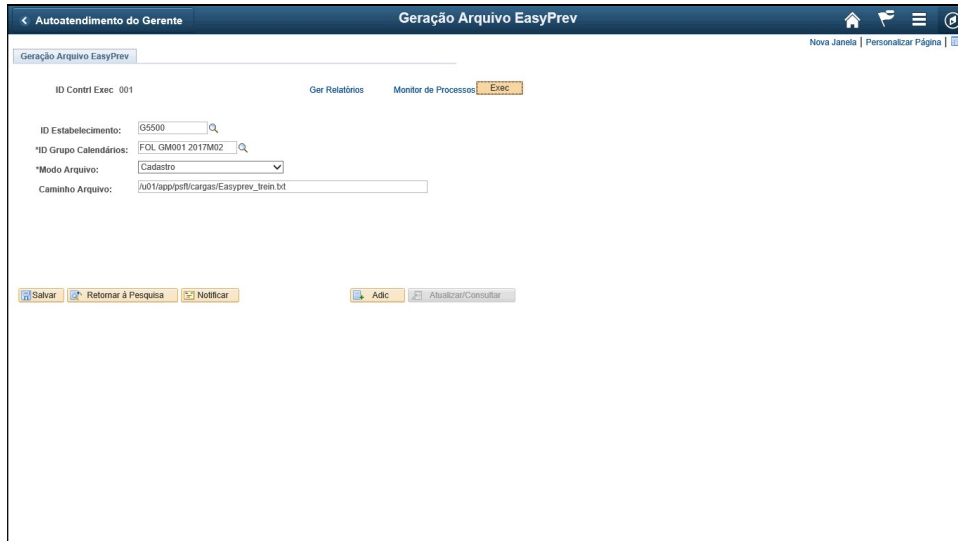 Autoatendimento do Gerente
Geração Arquivo EasyPrev
Nova Janela | Personalizar Página |
Geração Arquivo EasyPrev
ID Contrl Exec 001 Ger Relatórios Monitor de Processos Exec
ID Estabelecimento: G5500
*ID Grupo Calendários: FOL GM001 2017M02
*Modo Arquivo: Cadastro
Caminho Arquivo: /u01/app/psft/cargas/Easyprev_trein.txt
Salvar Retornar à Pesquisa Notificar Adic Atualizar/Consultar